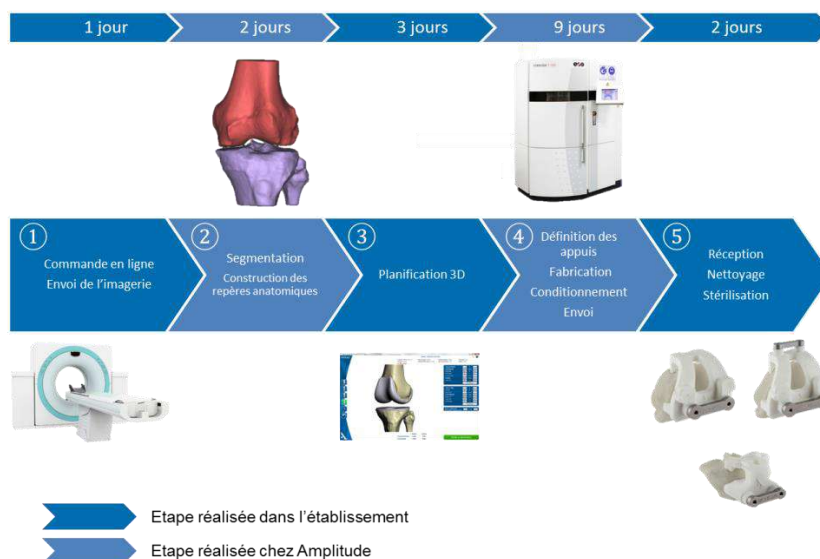 1 jour
2 jours
3 jours
9 jours
2 jours
1
Commande en ligne
Envoi de l’imagerie
2
Segmentation
Construction des
repères anatomiques
3
Planification 3D
4
Définition des
appuis
Fabrication
Conditionnement
Envoi
5
Réception
Nettoyage
Stérilisation
Etape réalisée dans l’établissement
Etape réalisée chez Amplitude